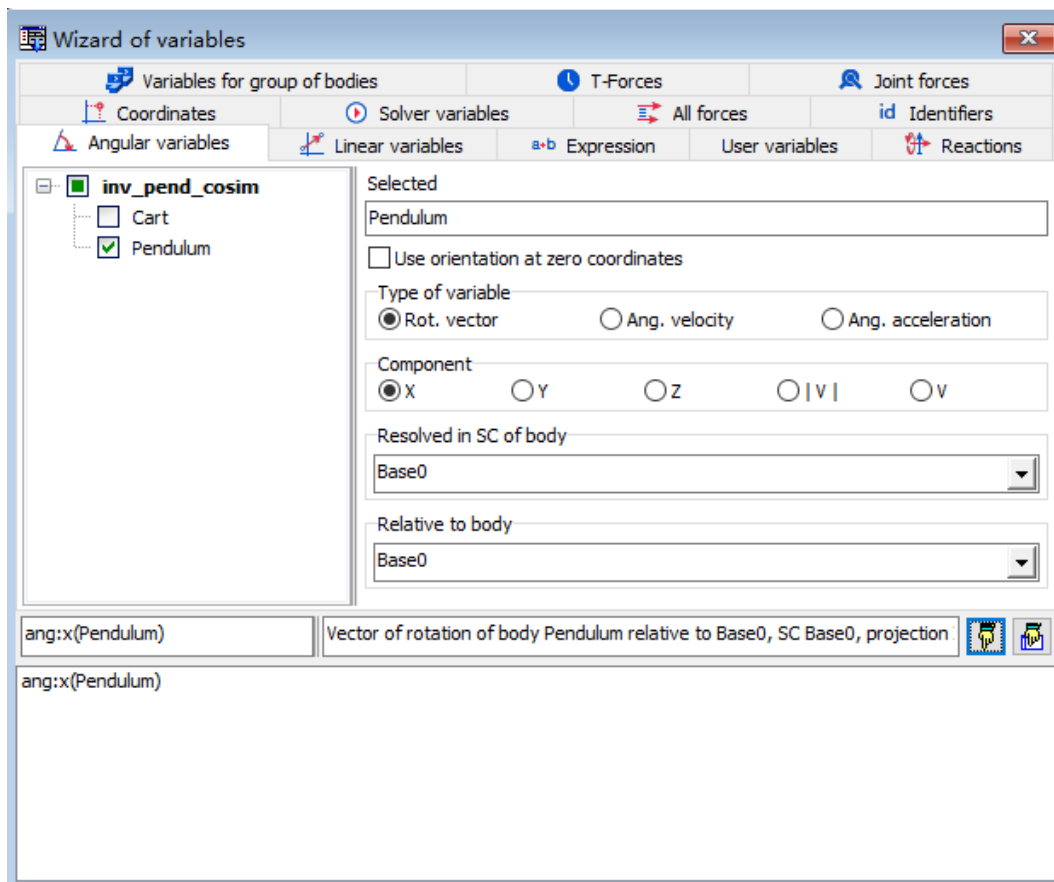 Wizard of variables
Variables for group of bodies T-Forces Joint forces
Coordinates Solver variables All forces id Identifiers
Angular variables Linear variables a+b Expression User variables Reactions
inv_pend_cosim
Cart
Pendulum
Selected
Pendulum
Use orientation at zero coordinates
Type of variable
Rot. vector Ang. velocity Ang. acceleration
Component
X Y Z | V | V
Resolved in SC of body
Base0
Relative to body
Base0
ang:x(Pendulum) Vector of rotation of body Pendulum relative to Base0, SC Base0, projection
ang:x(Pendulum)